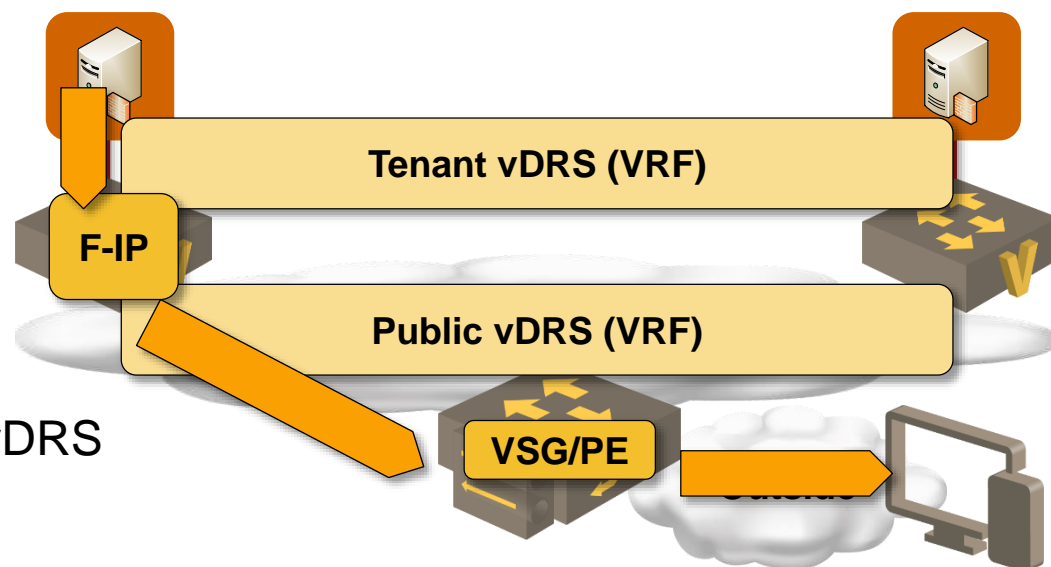 Tenant vDRS (VRF)
F-IP
V
Public vDRS (VRF)
DRS
VSG/PE